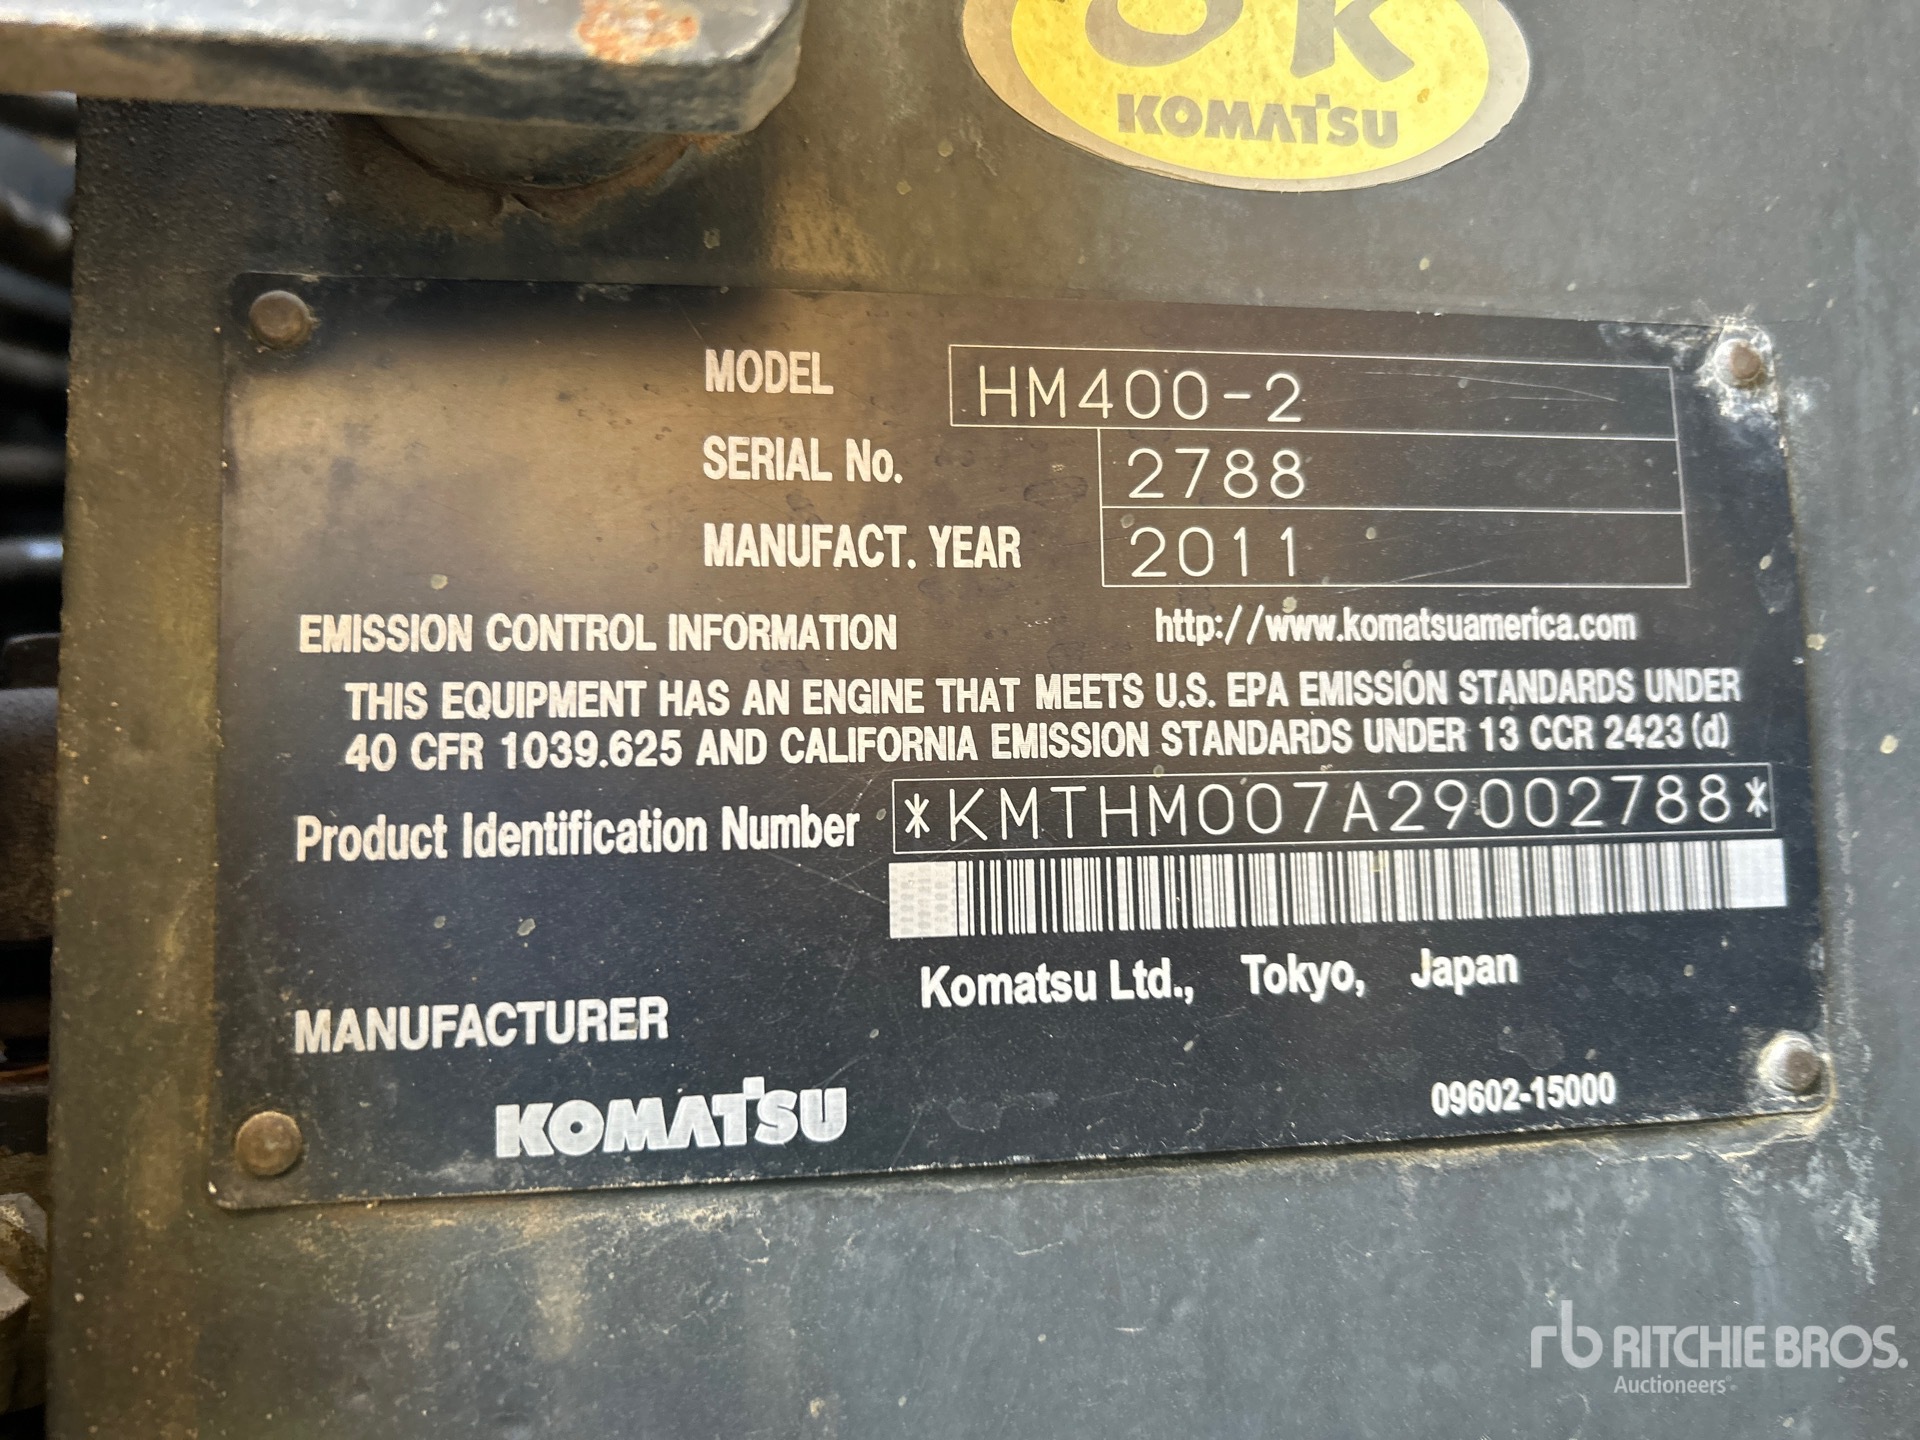 OK
KOMATSU
MODEL HM400-2
SERIAL No. 2788
MANUFACT. YEAR 2011
EMISSION CONTROL INFORMATION http://www.komatsuamerica.com
THIS EQUIPMENT HAS AN ENGINE THAT MEETS U.S. EPA EMISSION STANDARDS UNDER
40 CFR 1039.625 AND CALIFORNIA EMISSION STANDARDS UNDER 13 CCR 2423 (d)
Product Identification Number *KMTHM007A29002788*
Komatsu Ltd., Tokyo, Japan
MANUFACTURER
KOMATSU
09602-15000
rb RITCHIE BROS.
Auctioneers